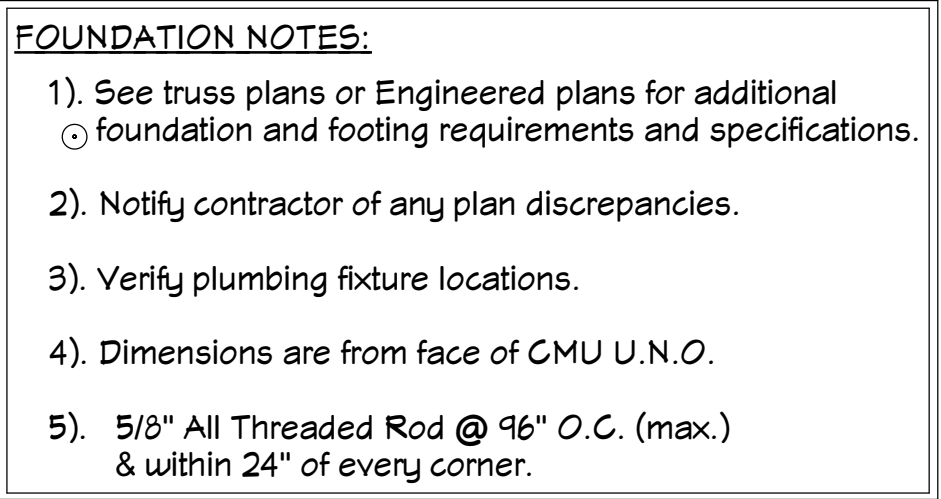 FOUNDATION NOTES:
1). See truss plans or Engineered plans for additional
foundation and footing requirements and specifications.
2). Notify contractor of any plan discrepancies.
3). Verify plumbing fixture locations.
4). Dimensions are from face of CMU U.N.O.
5). 5/8" All Threaded Rod @ 96" O.C. (max.)
& within 24" of every corner.